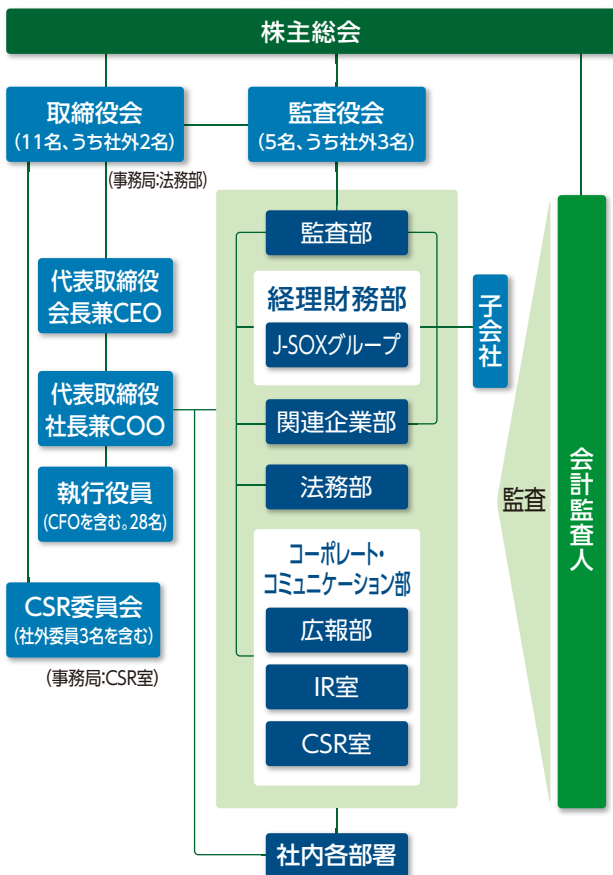 株主総会
取締役会
(11名、うち社外2名)
監査役会
(5名、うち社外3名)
(事務局:法務部)
監査部
代表取締役
会長兼CEO
経理財務部
J-SOXグループ
子会社
代表取締役
社長兼COO
関連企業部
執行役員
(CFOを含む。28名)
法務部
監査
会計監査人
コーポレート・
コミュニケーション部
CSR委員会
(社外委員3名を含む)
広報部
(事務局:CSR室)
IR室
CSR室
社内各部署